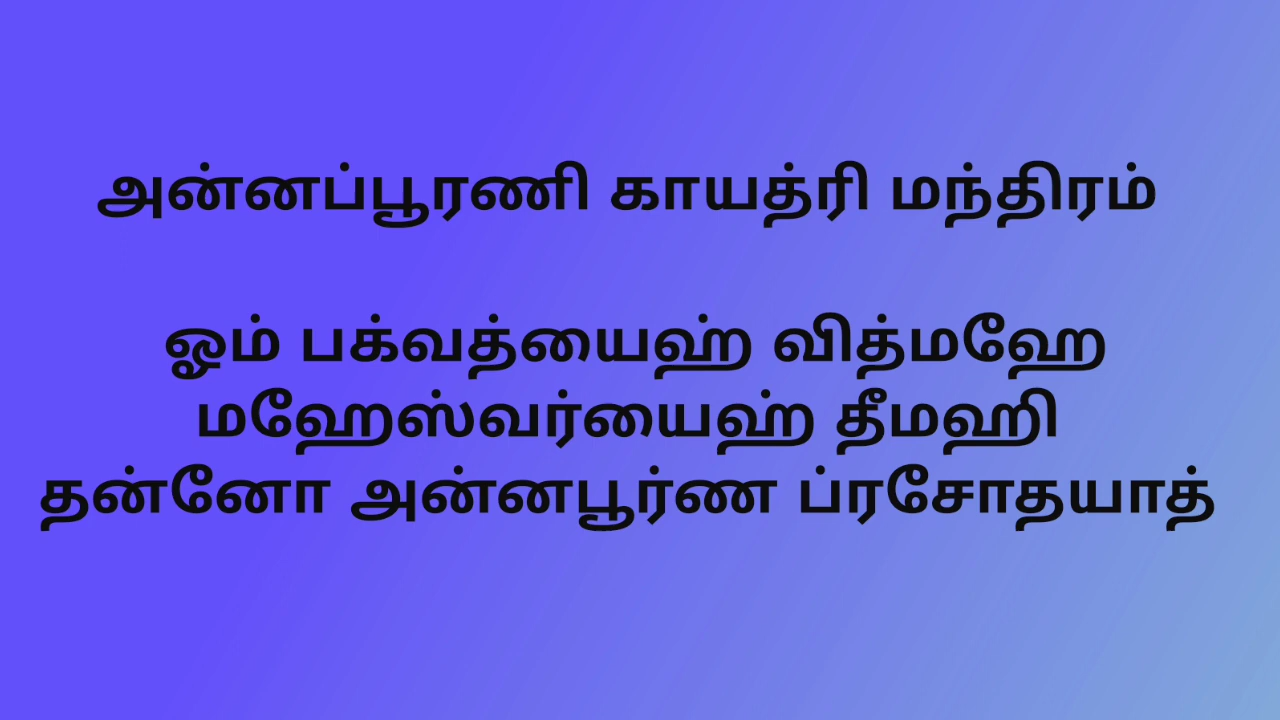 அன்னப்பூரணி காயத்ரி மந்திரம்
ஓம் பக்வத்யைஹ் வித்மஹே
மஹேஸ்வர்யைஹ் தீமஹி
தன்னோ அன்னபூர்ண ப்ரசோதயாத்